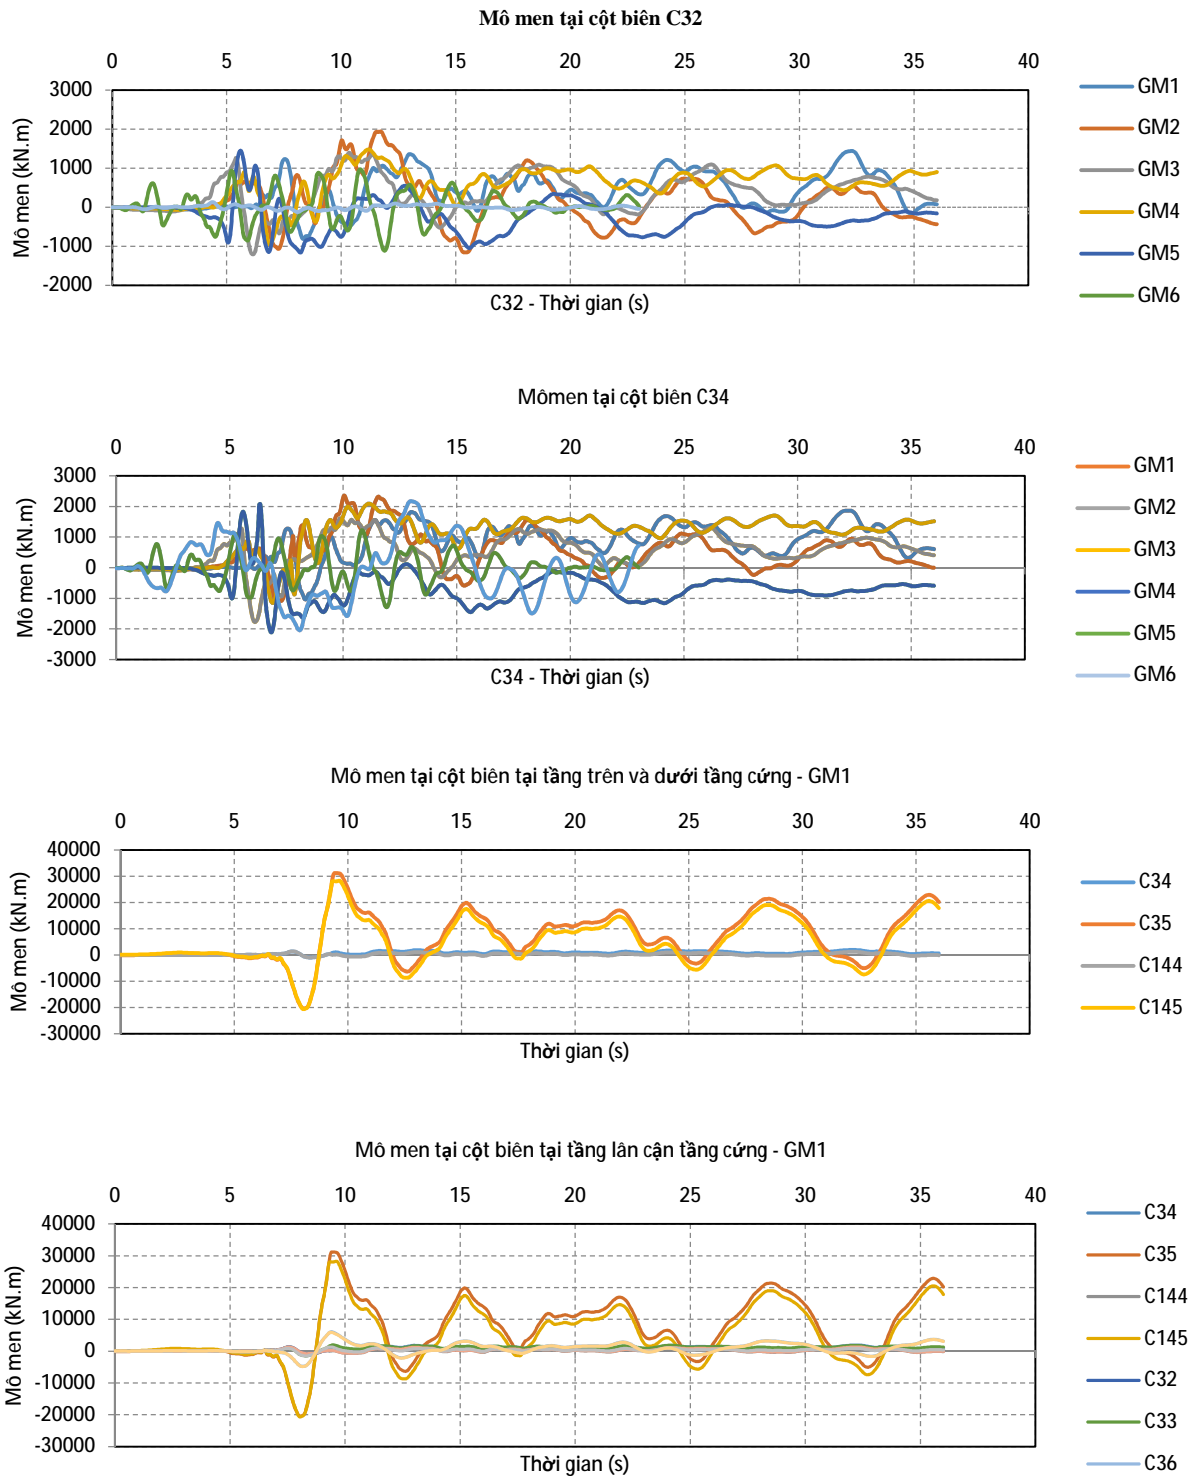 Mô men tại cột biên C32
0 5 10 15 20 25 30 35 40
3000
2000
1000
0
-1000
-2000
Mô men (kN.m)
C32 - Thời gian (s)
GM1
GM2
GM3
GM4
GM5
GM6
Mômen tại cột biên C34
0 5 10 15 20 25 30 35 40
3000
2000
1000
0
-1000
-2000
-3000
Mô men (kN.m)
C34 - Thời gian (s)
GM1
GM2
GM3
GM4
GM5
GM6
Mô men tại cột biên tại tầng trên và dưới tầng cứng - GM1
0 5 10 15 20 25 30 35 40
40000
30000
20000
10000
0
-10000
-20000
-30000
Mô men (kN.m)
Thời gian (s)
C34
C35
C144
C145
Mô men tại cột biên tại tầng lân cận tầng cứng - GM1
0 5 10 15 20 25 30 35 40
40000
30000
20000
10000
0
-10000
-20000
-30000
Mô men (kN.m)
Thời gian (s)
C34
C35
C144
C145
C32
C33
C36